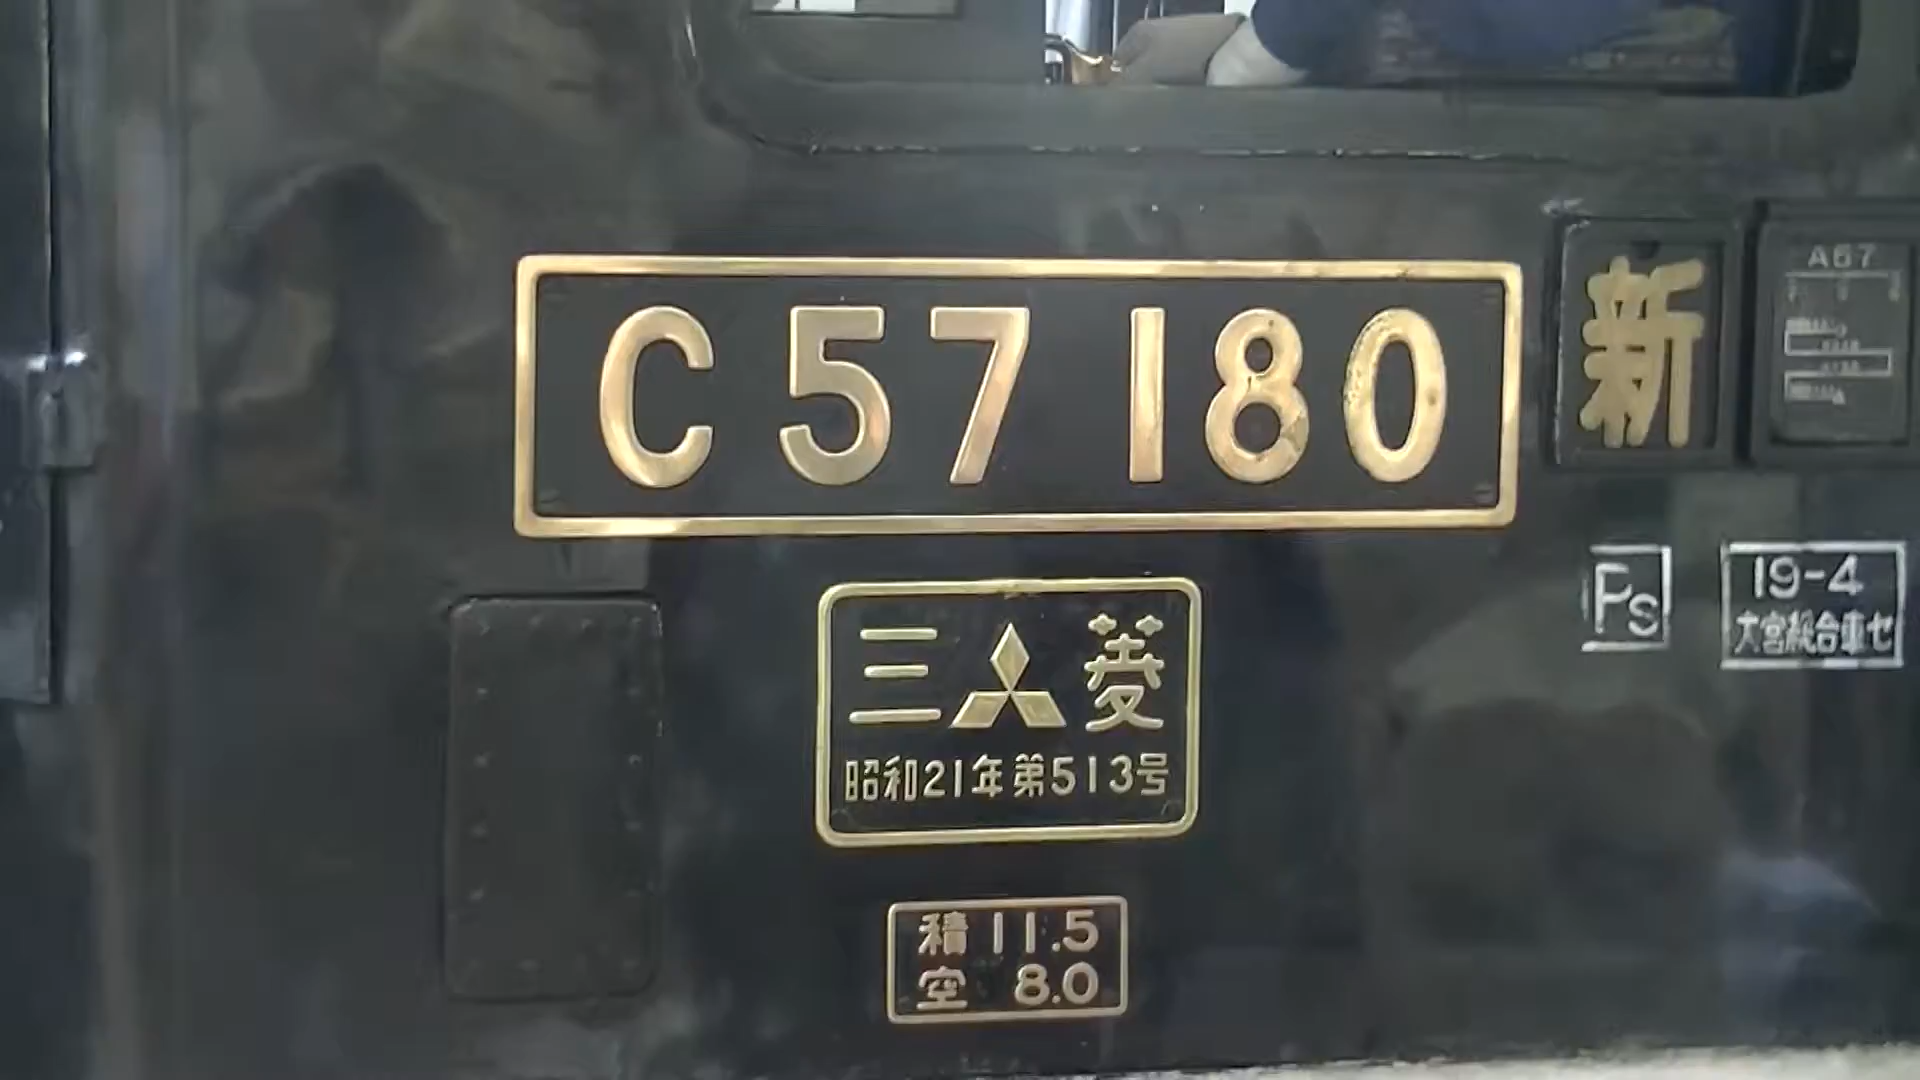 C57 180
新
A67
Ps
19-4
大宮総合車セ
三菱
昭和21年第513号
積 11.5
空 8.0